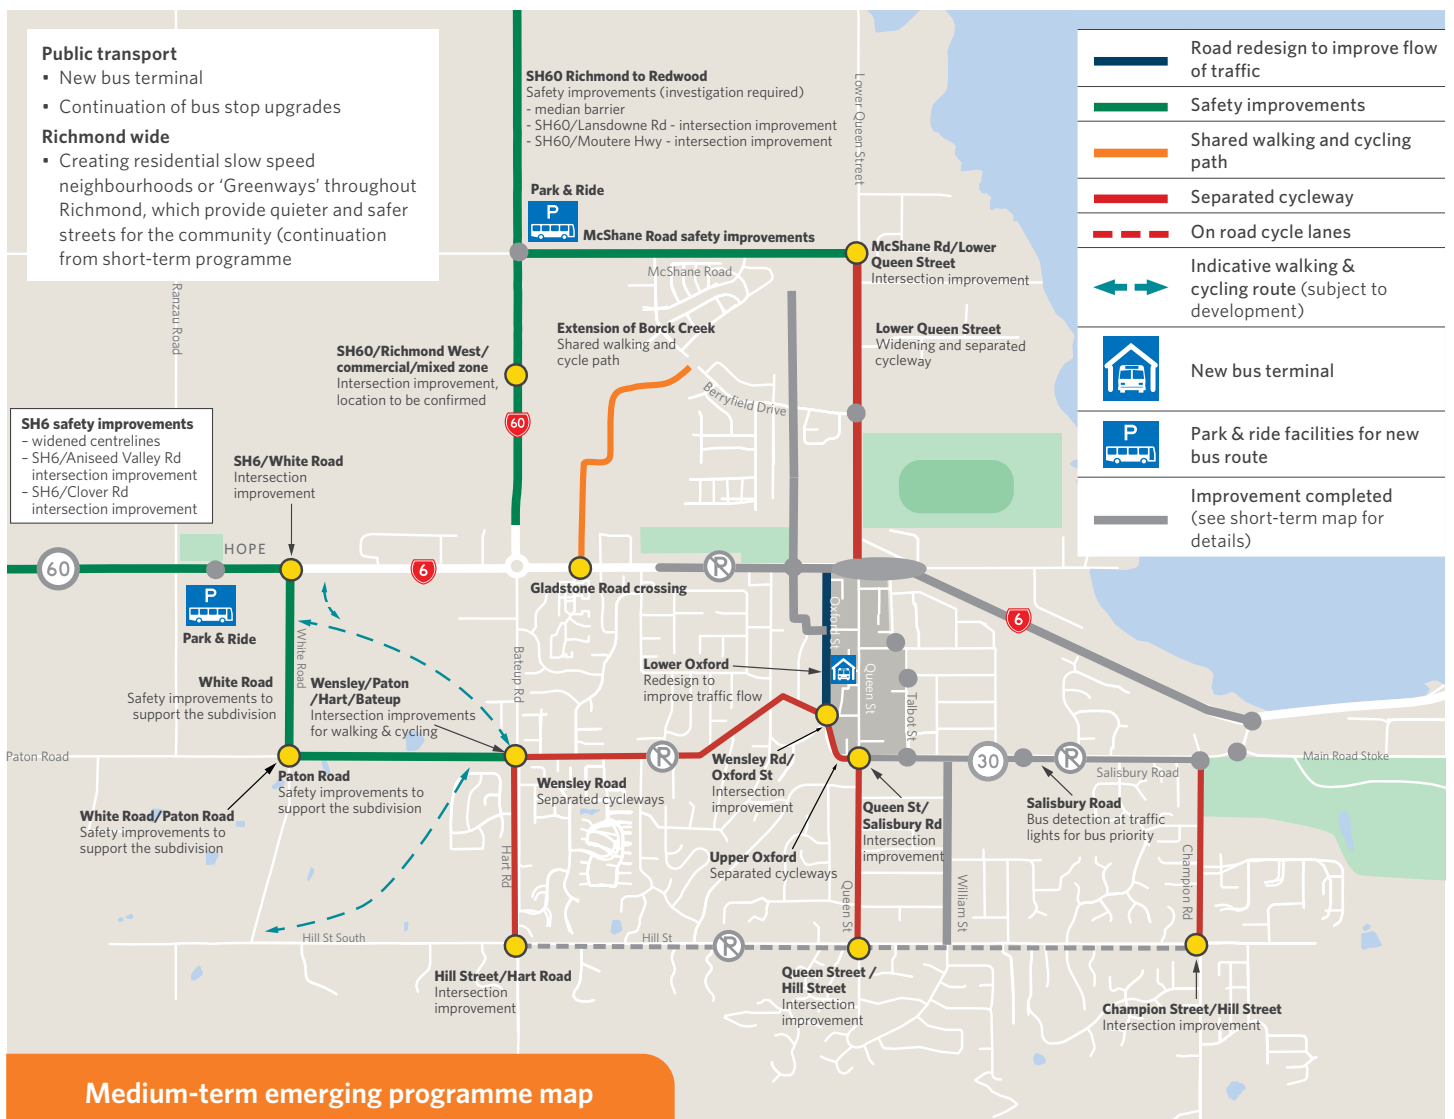 Public transport
• New bus terminal
• Continuation of bus stop upgrades
Richmond wide
• Creating residential slow speed
neighbourhoods or ‘Greenways’ throughout
Richmond, which provide quieter and safer
streets for the community (continuation
from short-term programme
SH60 Richmond to Redwood
Safety improvements (investigation required)
- median barrier
- SH60/Lansdowne Rd - intersection improvement
- SH60/Moutere Hwy - intersection improvement
Lower Queen Street
Road redesign to improve flow
of traffic
Safety improvements
Shared walking and cycling
path
Separated cycleway
On road cycle lanes
Indicative walking &
cycling route (subject to
development)
New bus terminal
P
Park & ride facilities for new
bus route
Improvement completed
(see short-term map for
details)
Park & Ride
P
McShane Road safety improvements
McShane Road
McShane Rd/Lower
Queen Street
Intersection improvement
Ranzau Road
Extension of Borck Creek
Shared walking and
cycle path
Lower Queen Street
Widening and separated
cycleway
SH60/Richmond West/
commercial/mixed zone
Intersection improvement,
location to be confirmed
Berryfield Drive
60
SH6 safety improvements
– widened centrelines
– SH6/Aniseed Valley Rd
intersection improvement
– SH6/Clover Rd
intersection improvement
SH6/White Road
Intersection
improvement
HOPE
60
6
P
R
Gladstone Road crossing
P
Park & Ride
White Road
Bateup Rd
Oxford St
6
Lower Oxford
Redesign to
improve traffic flow
Queen St
Talbot St
White Road
Safety improvements to
support the subdivision
Wensley/Paton
/Hart/Bateup
Intersection improvements
for walking & cycling
Paton Road
R
30
R
Main Road Stoke
Salisbury Road
Paton Road
Safety improvements to
support the subdivision
Wensley Road
Separated cycleways
Wensley Rd/
Oxford St
Intersection
improvement
Queen St/
Salisbury Rd
Intersection
improvement
Salisbury Road
Bus detection at traffic
lights for bus priority
White Road/Paton Road
Safety improvements to
support the subdivision
Upper Oxford
Separated cycleways
Hart Rd
Queen St
William St
Champion Rd
Hill St South
Hill St
R
Hill Street/Hart Road
Intersection
improvement
Queen Street /
Hill Street
Intersection
improvement
Champion Street/Hill Street
Intersection improvement
Medium-term emerging programme map